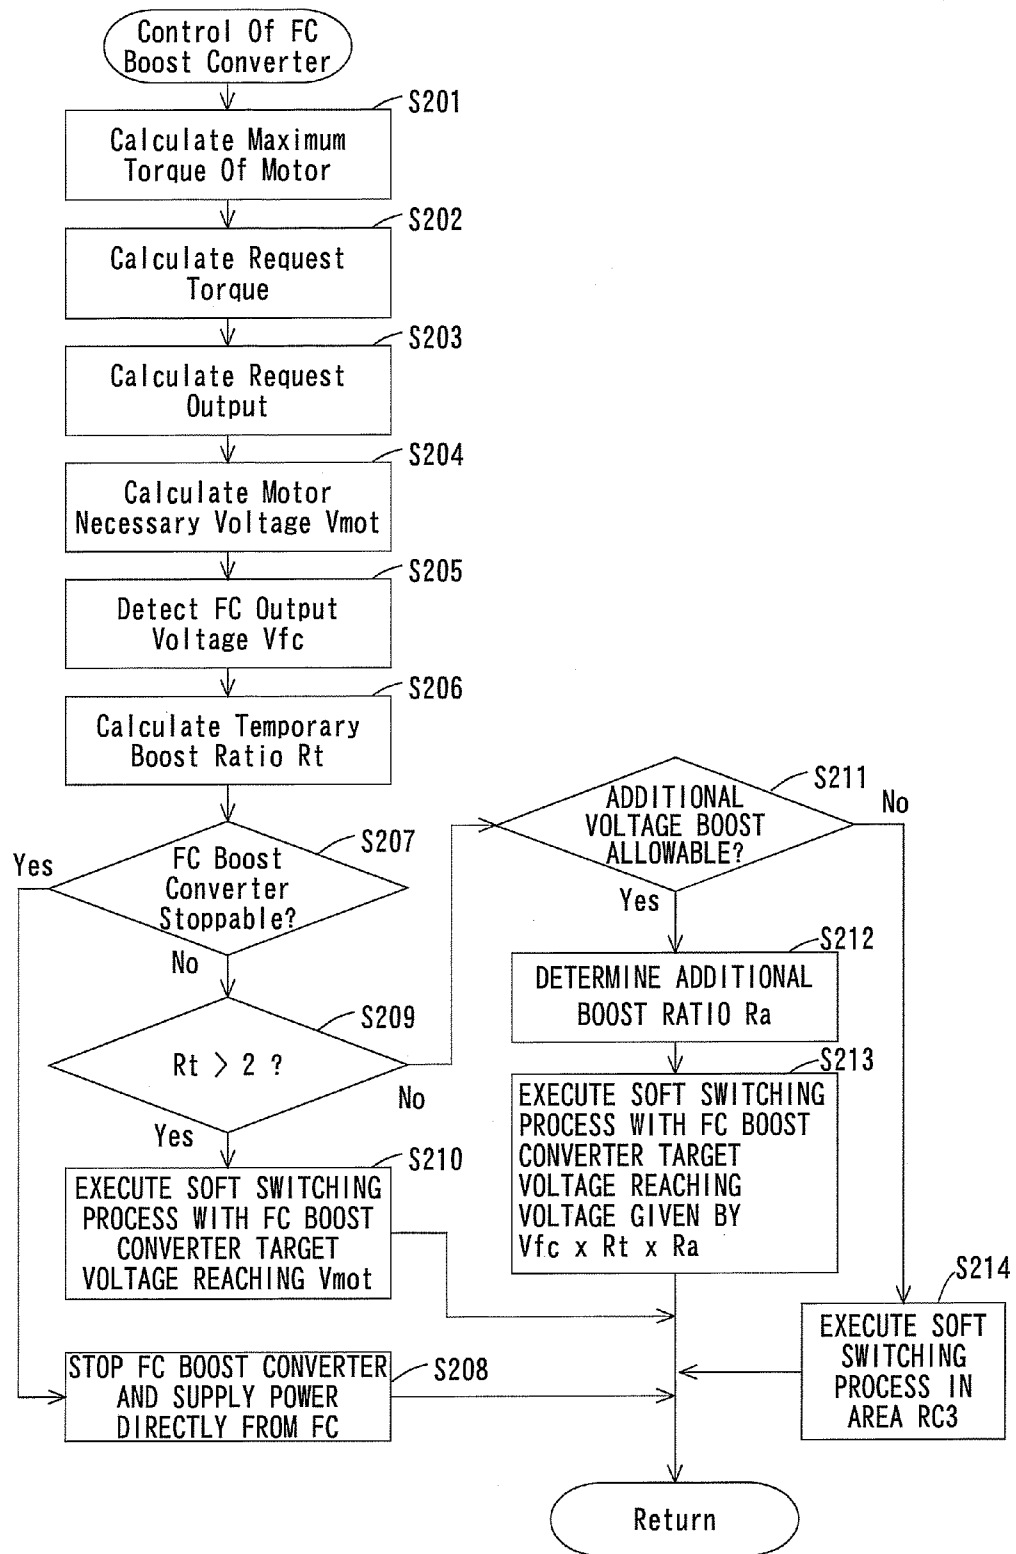 Control Of FC
Boost Converter
S201
Calculate Maximum
Torque Of Motor
S202
Calculate Request
Torque
S203
Calculate Request
Output
S204
Calculate Motor
Necessary Voltage Vmot
S205
Detect FC Output
Voltage Vfc
S206
Calculate Temporary
Boost Ratio Rt
S207
FC Boost
Converter
Stoppable?
Yes
No
S209
Rt > 2 ?
No
Yes
S210
EXECUTE SOFT SWITCHING
PROCESS WITH FC BOOST
CONVERTER TARGET
VOLTAGE REACHING Vmot
S208
STOP FC BOOST CONVERTER
AND SUPPLY POWER
DIRECTLY FROM FC
S211
ADDITIONAL
VOLTAGE BOOST
ALLOWABLE?
No
Yes
S212
DETERMINE ADDITIONAL
BOOST RATIO Ra
S213
EXECUTE SOFT SWITCHING
PROCESS WITH FC BOOST
CONVERTER TARGET
VOLTAGE REACHING
VOLTAGE GIVEN BY
Vfc x Rt x Ra
S214
EXECUTE SOFT
SWITCHING
PROCESS IN
AREA RC3
Return